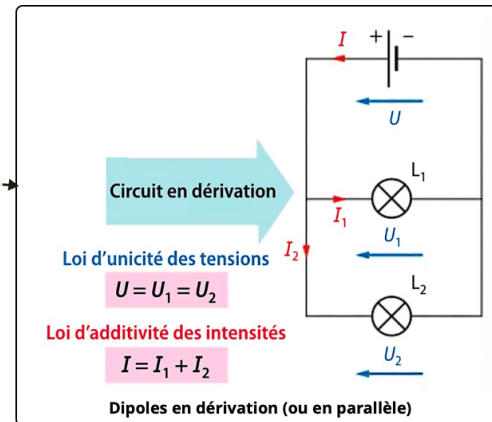 I + −
U
Circuit en dérivation
L₁
I₁
I₂
U₁
Loi d'unicité des tensions
U = U₁ = U₂
L₂
Loi d'additivité des intensités
U₂
I = I₁ + I₂
Dipoles en dérivation (ou en parallèle)